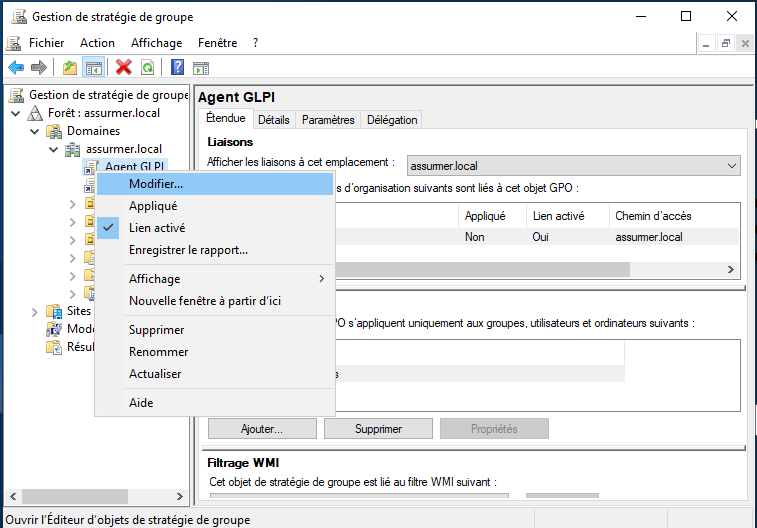 Gestion de stratégie de groupe
Fichier Action Affichage Fenêtre ?
Gestion de stratégie de groupe
Forêt : assurmer.local
Domaines
assurmer.local
Agent GLPI
Sites
Modifier...
Appliqué
Lien activé
Enregistrer le rapport...
Affichage
Nouvelle fenêtre à partir d'ici
Supprimer
Renommer
Actualiser
Aide
Agent GLPI
Étendue Détails Paramètres Délégation
Liaisons
Afficher les liaisons à cet emplacement : assurmer.local
d'organisation suivants sont liés à cet objet GPO :
Appliqué Lien activé Chemin d'accès
Non Oui assurmer.local
s'appliquent uniquement aux groupes, utilisateurs et ordinateurs suivants :
Ajouter... Supprimer Propriétés
Filtrage WMI
Cet objet de stratégie de groupe est lié au filtre WMI suivant :
Ouvrir l'Éditeur d'objets de stratégie de groupe